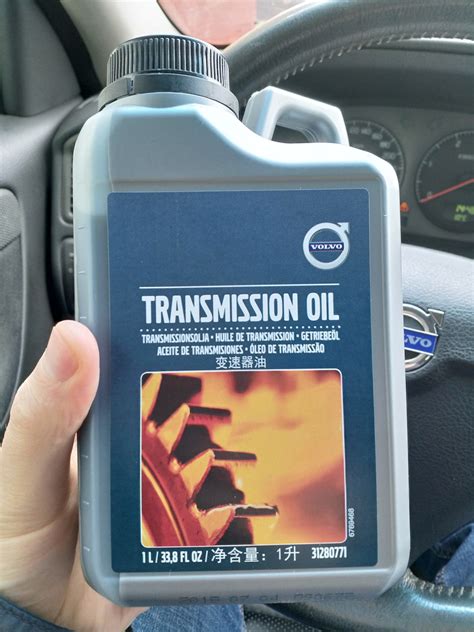 VOLVO
TRANSMISSION OIL
TRANSMISSIONSOLJA • HUILE DE TRANSMISSION • GETRIEBEÖL
ACEITE DE TRANSMISIONES • ÓLEO DE TRANSMISSÃO
变速器油
6769468
1 L / 33,8 FL OZ / 净含量：1升 31280771
VOLVO